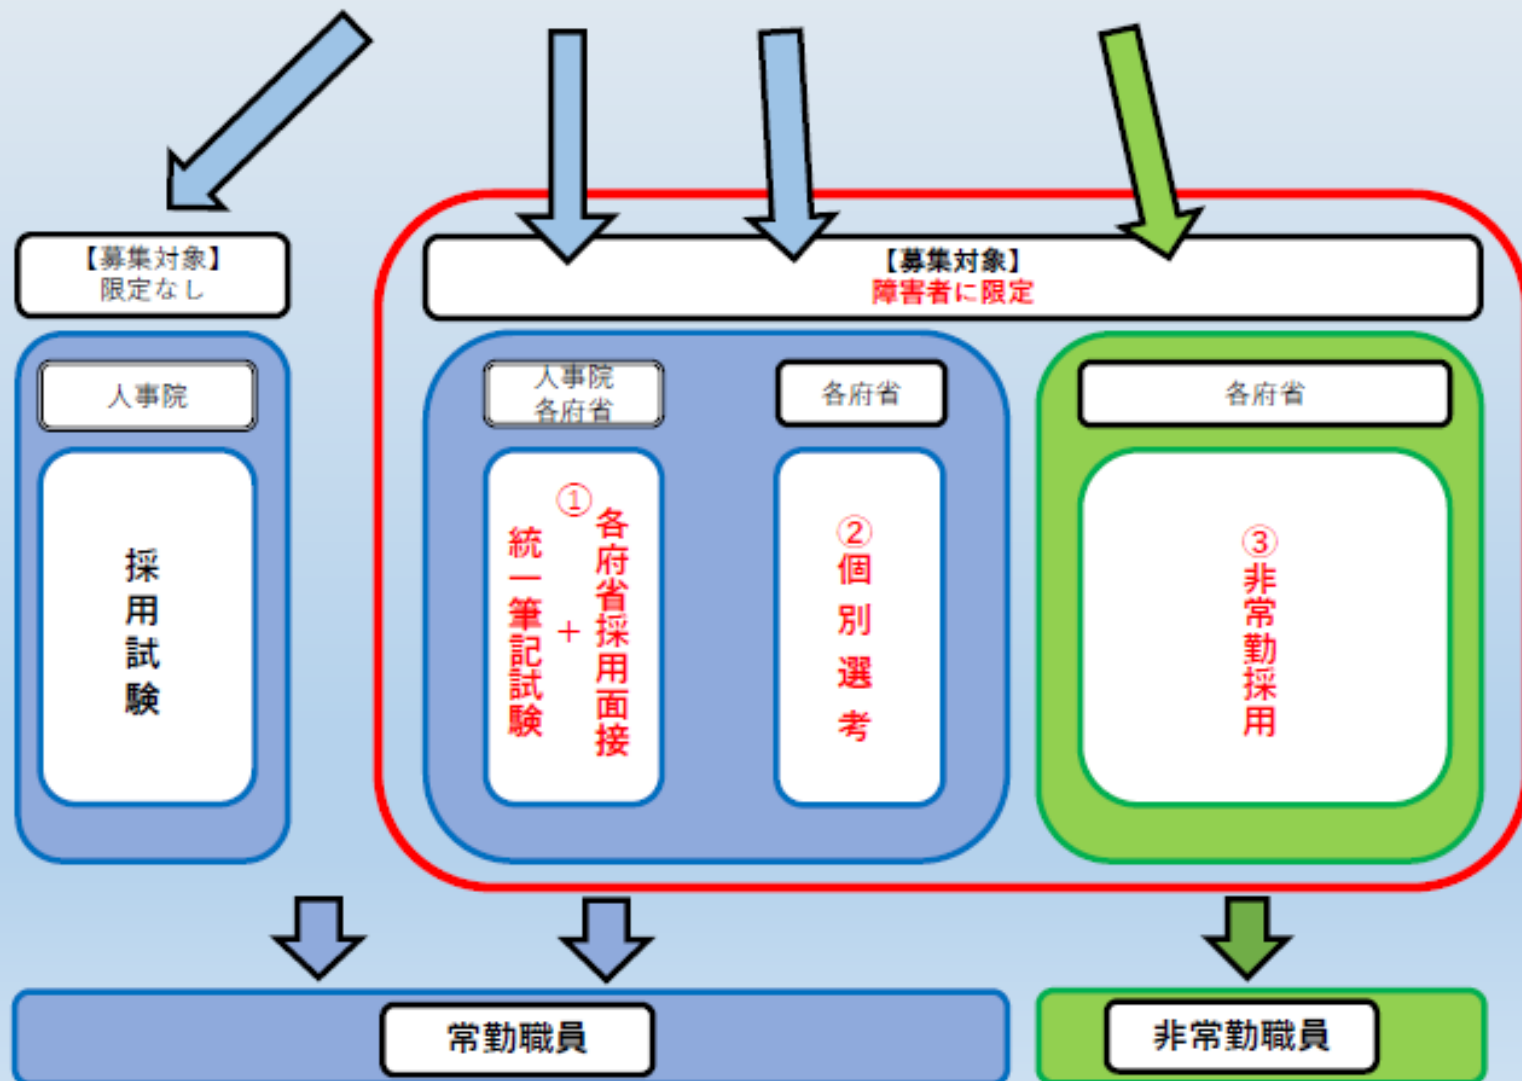 【募集対象】
限定なし
人事院
採用試験
【募集対象】
障害者に限定
人事院
各府省
①
統一筆記試験
＋
各府省採用面接
各府省
②個別選考
各府省
③非常勤採用
常勤職員
非常勤職員